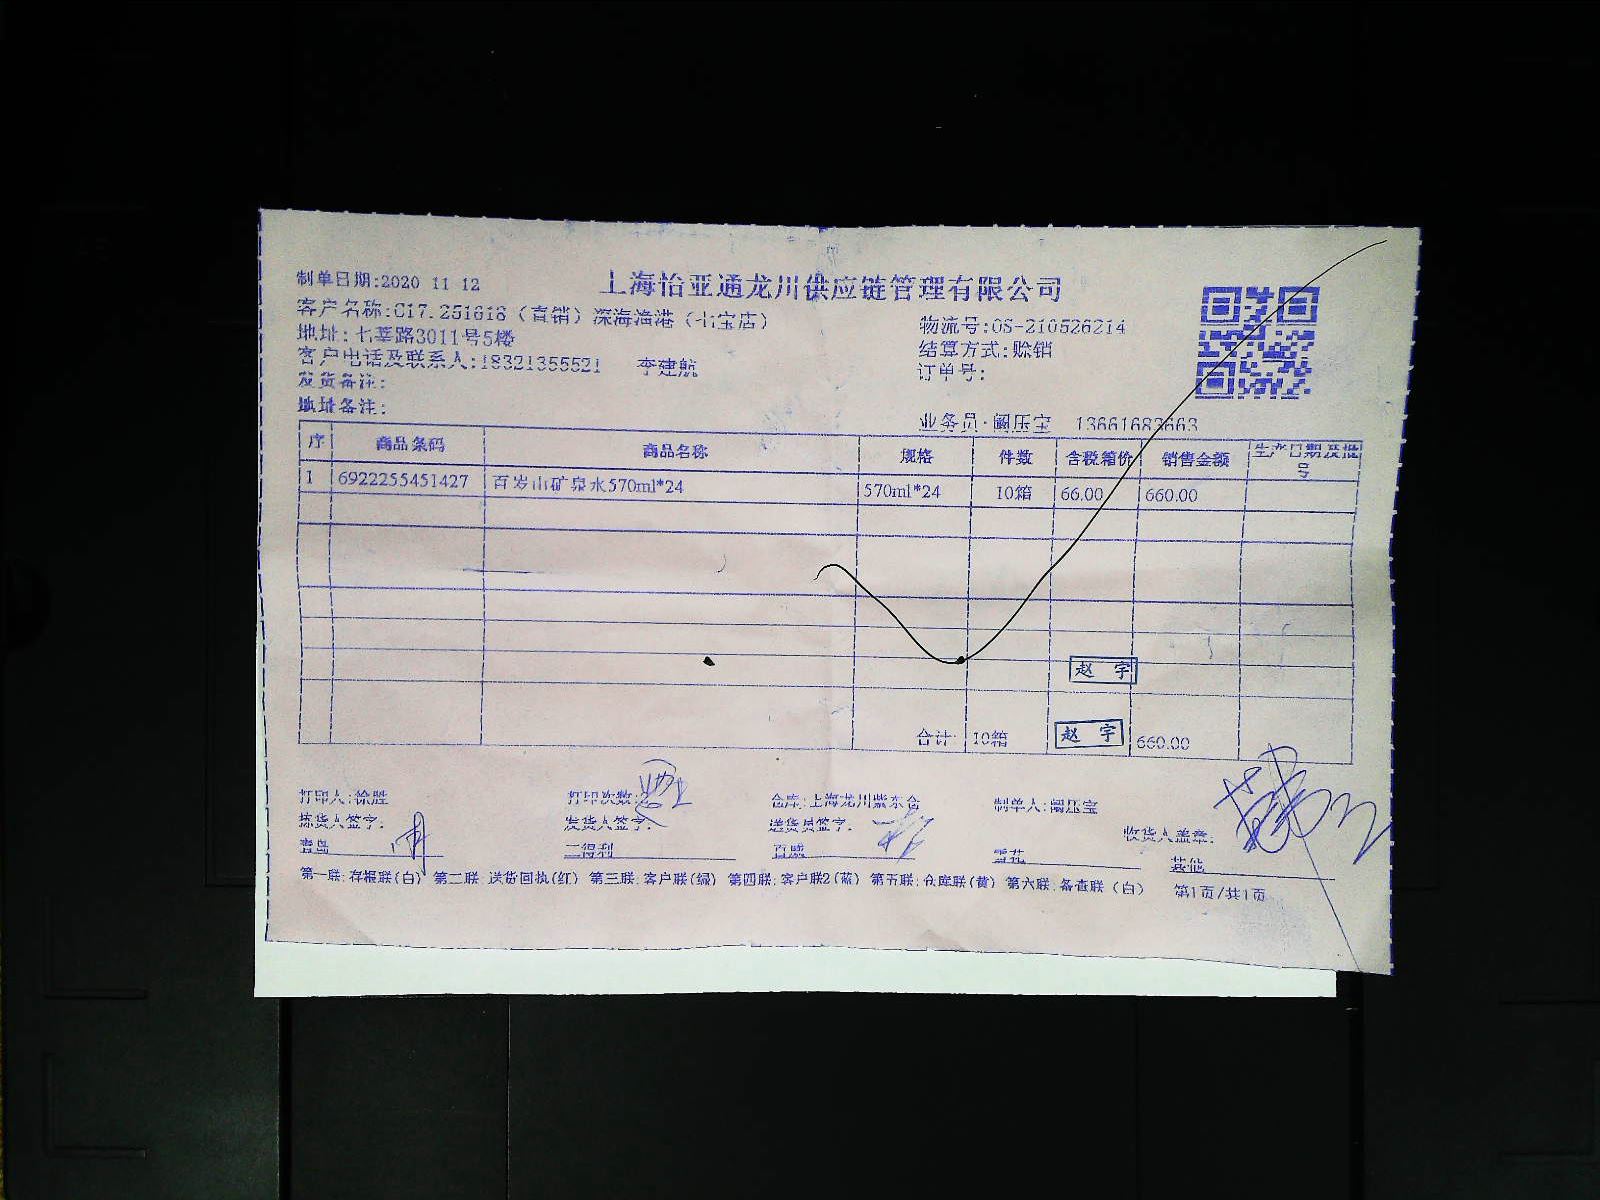 制单日期:2020 11 12
上海怡亚通龙川供应链管理有限公司
客户名称:C17.251618（直销）深海渔港（七宝店）
物流号:OS-210526214
地址:七莘路3011号5楼
结算方式:赊销
客户电话及联系人:18321355521 李建航
订单号:
发货备注:
地址备注:
业务员: 阚压宝 13661683663
序 商品条码 商品名称 规格 件数 含税箱价 销售金额 生产日期及批号
1 6922255451427 百岁山矿泉水570ml*24 570ml*24 10箱 66.00 660.00
赵 宇
合计: 10箱 赵 宇 660.00
打印人:徐胜 打印次数: 仓库:上海龙川紫东仓 制单人:阚压宝
拣货人签字: 发货人签字: 送货员签字: 收货人盖章:
青岛 三得利 百威 雪花 其他
第一联:存根联(白) 第二联:送货回执(红) 第三联:客户联(绿) 第四联:客户联2(蓝) 第五联:仓库联(黄) 第六联:备查联（白） 第1页/共1页